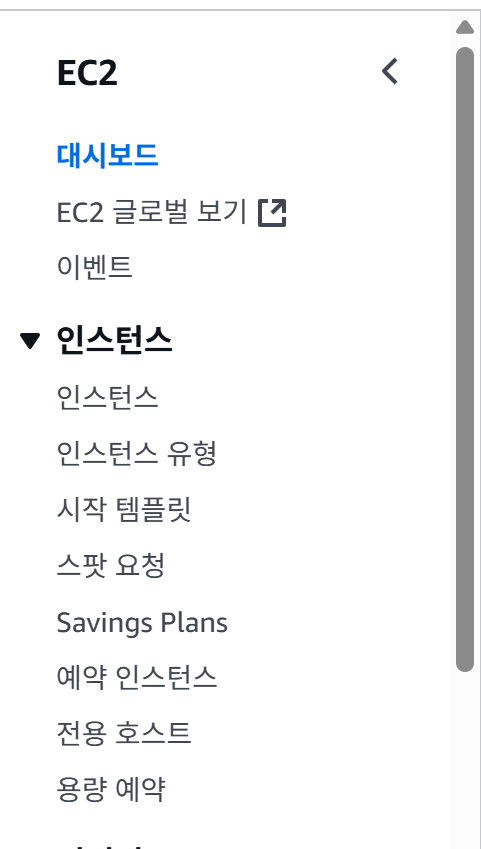 EC2
대시보드
EC2 글로벌 보기
이벤트
인스턴스
인스턴스
인스턴스 유형
시작 템플릿
스팟 요청
Savings Plans
예약 인스턴스
전용 호스트
용량 예약